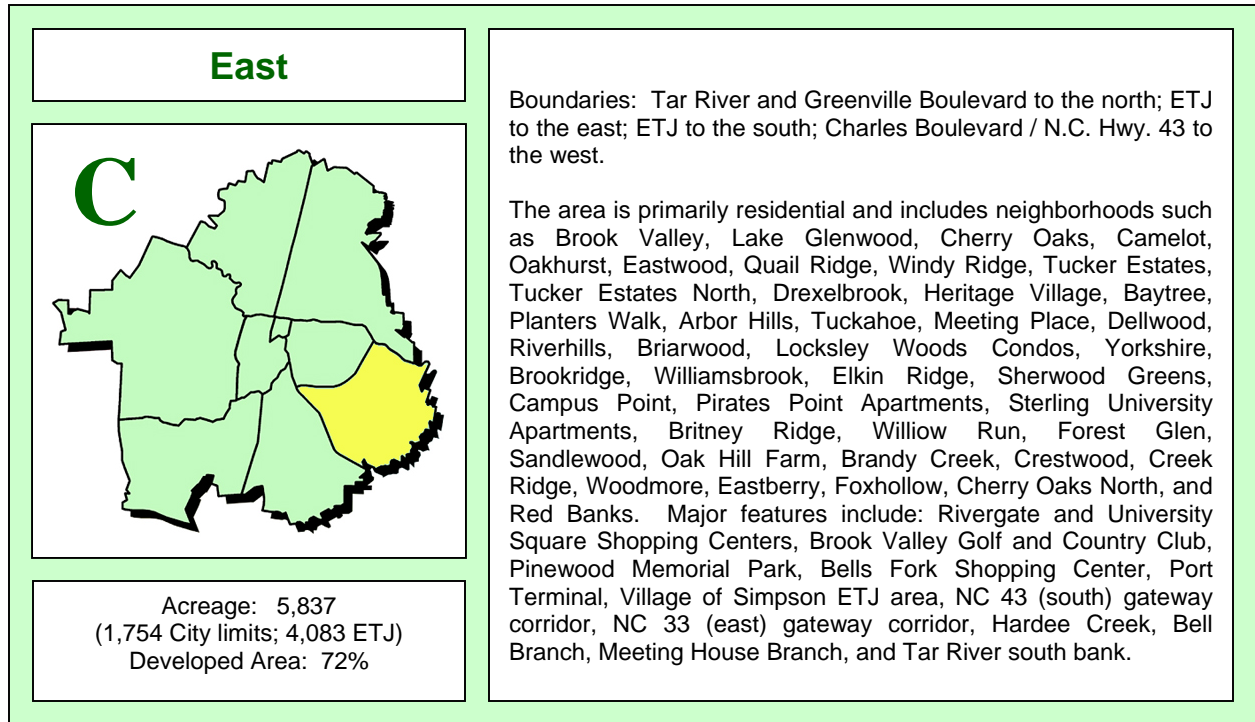 East
C
Acreage: 5,837
(1,754 City limits; 4,083 ETJ)
Developed Area: 72%
Boundaries: Tar River and Greenville Boulevard to the north; ETJ
to the east; ETJ to the south; Charles Boulevard / N.C. Hwy. 43 to
the west.
The area is primarily residential and includes neighborhoods such
as Brook Valley, Lake Glenwood, Cherry Oaks, Camelot,
Oakhurst, Eastwood, Quail Ridge, Windy Ridge, Tucker Estates,
Tucker Estates North, Drexelbrook, Heritage Village, Baytree,
Planters Walk, Arbor Hills, Tuckahoe, Meeting Place, Dellwood,
Riverhills, Briarwood, Locksley Woods Condos, Yorkshire,
Brookridge, Williamsbrook, Elkin Ridge, Sherwood Greens,
Campus Point, Pirates Point Apartments, Sterling University
Apartments, Britney Ridge, Williow Run, Forest Glen,
Sandlewood, Oak Hill Farm, Brandy Creek, Crestwood, Creek
Ridge, Woodmore, Eastberry, Foxhollow, Cherry Oaks North, and
Red Banks. Major features include: Rivergate and University
Square Shopping Centers, Brook Valley Golf and Country Club,
Pinewood Memorial Park, Bells Fork Shopping Center, Port
Terminal, Village of Simpson ETJ area, NC 43 (south) gateway
corridor, NC 33 (east) gateway corridor, Hardee Creek, Bell
Branch, Meeting House Branch, and Tar River south bank.